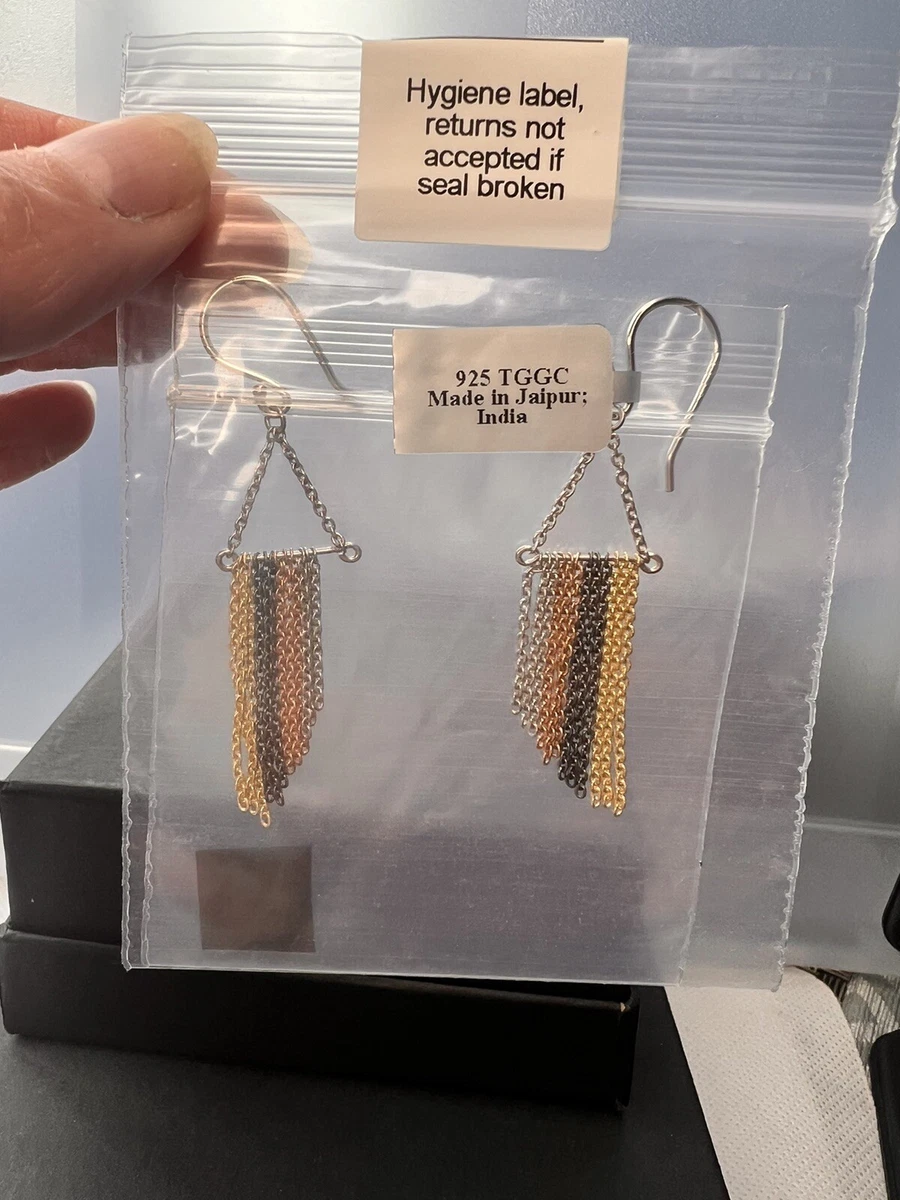 Hygiene label,
returns not
accepted if
seal broken
925 TGGC
Made in Jaipur;
India